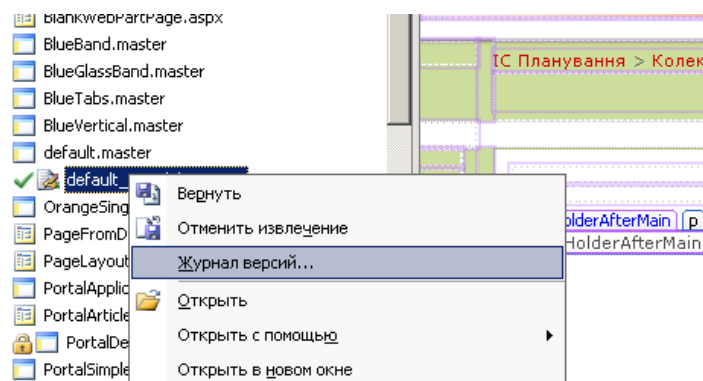 BlankWebPartPage.aspx
BlueBand.master
BlueGlassBand.master
BlueTabs.master
BlueVertical.master
default.master
default_
OrangeSing
PageFromD
PageLayout
PortalApplic
PortalArticle
PortalDe
PortalSimple
Вернуть
Отменить извлечение
Журнал версий...
Открыть
Открыть с помощью
Открыть в новом окне
ІС Планування > Колек
olderAfterMain p
HolderAfterMain